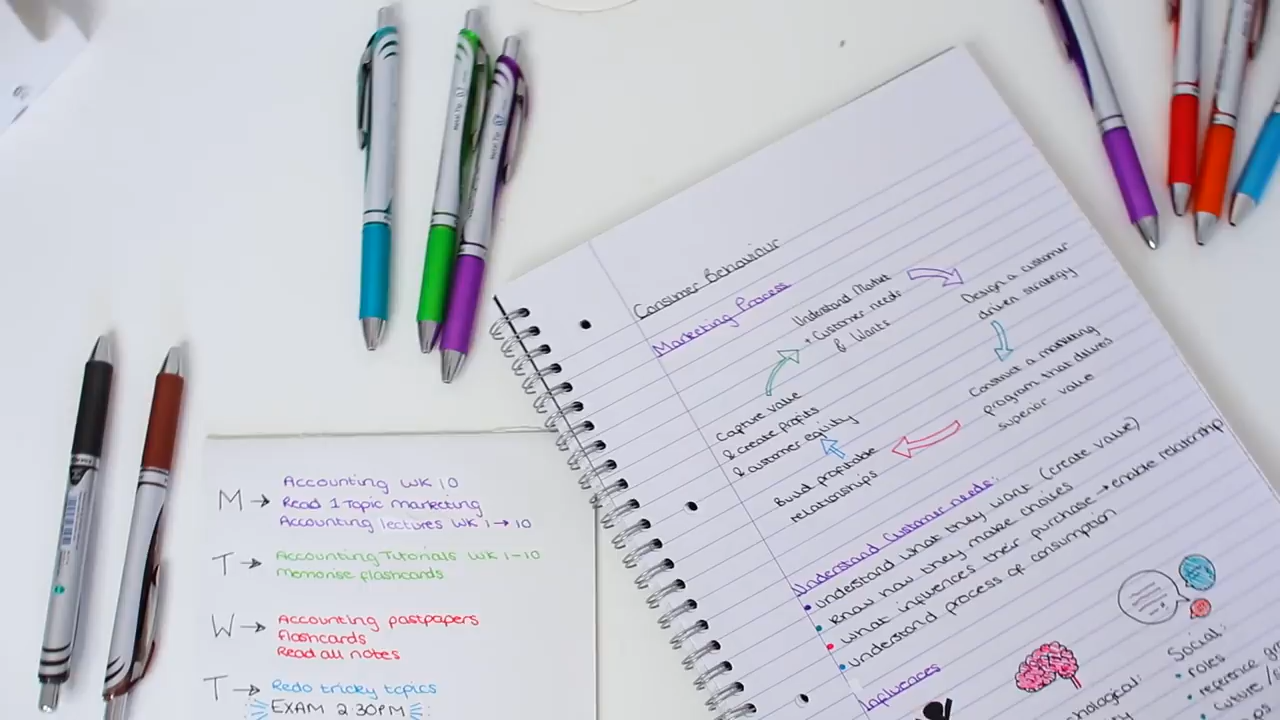 Accounting WK 10
M → Read 1 Topic marketing
Accounting lectures WK 1 → 10
T → Accounting Tutorials WK 1-10
Memorise flashcards
W → Accounting pastpapers
flashcards
Read all notes
T → Redo tricky topics
EXAM 2:30PM
Consumer Behaviour
Marketing Process
Understand Market
+ Customer needs
& Wants
Design a customer
driven strategy
Construct a marketing
program that drives
superior value
Build profitable
relationships
Capture value
& create profits
& customer equity
Understand Customer needs:
• understand what they want (create value)
• know how they make choices
• what influences their purchase → enable relationship
• understand process of consumption
Influences
Social:
• roles
• reference
• culture